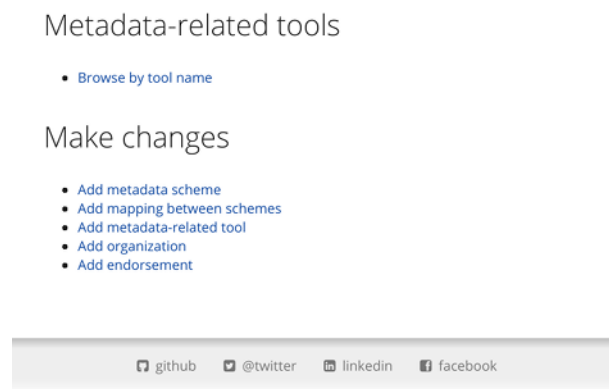 Metadata-related tools
Browse by tool name
Make changes
Add metadata scheme
Add mapping between schemes
Add metadata-related tool
Add organization
Add endorsement
github @twitter linkedin facebook